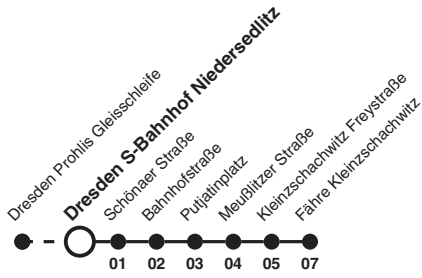 Dresden Prohlis Gleisschleife
Dresden S-Bahnhof Niedersedlitz
Schönaer Straße
Bahnhofstraße
Putjatinplatz
Meußlitzer Straße
Kleinzschachwitz Freystraße
Fähre Kleinzschachwitz
01 02 03 04 05 07